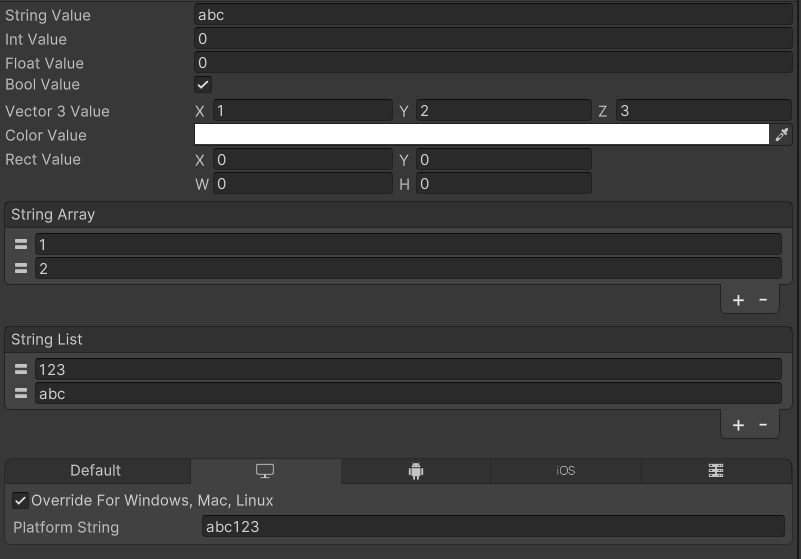 String Value abc
Int Value 0
Float Value 0
Bool Value
Vector 3 Value X 1 Y 2 Z 3
Color Value
Rect Value X 0 Y 0
W 0 H 0
String Array
1
2
+ -
String List
123
abc
+ -
Default iOS
Override For Windows, Mac, Linux
Platform String abc123